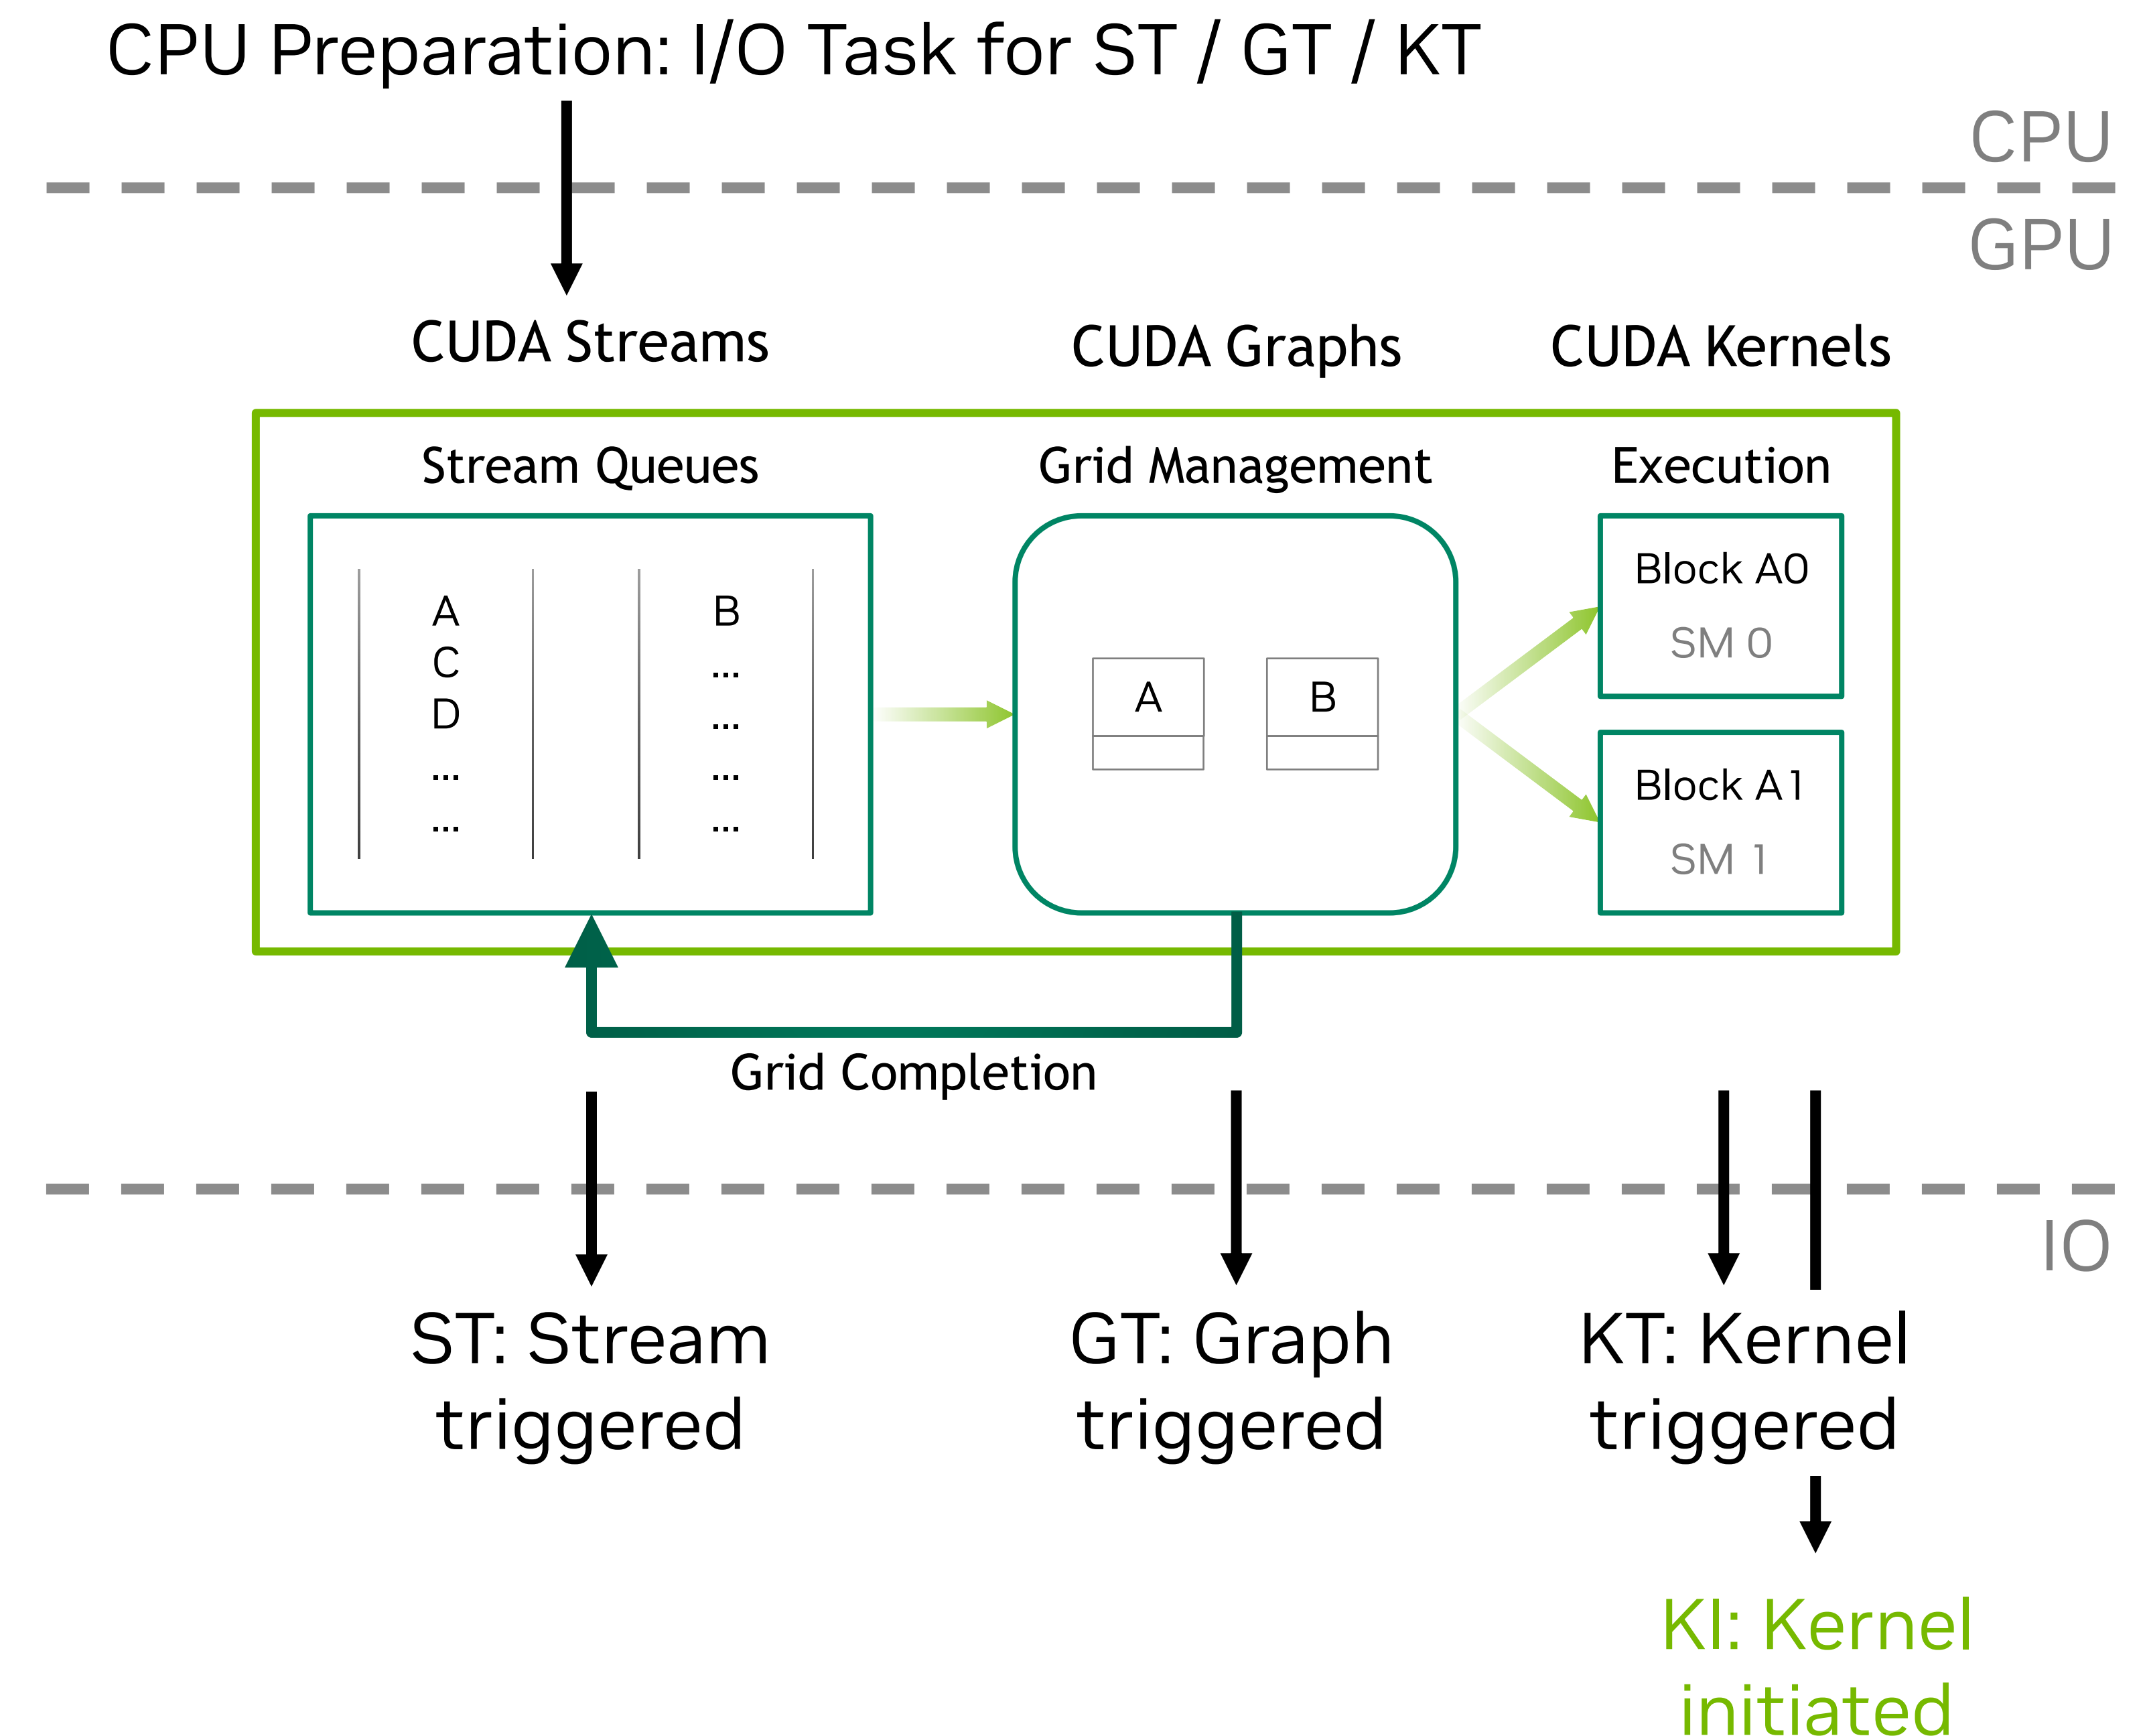 CPU Preparation: I/O Task for ST / GT / KT
CPU
GPU
CUDA Streams
CUDA Graphs
CUDA Kernels
Stream Queues
Grid Management
Execution
A
C
D
...
...
B
...
...
...
...
A
B
Block A0
SM 0
Block A1
SM 1
Grid Completion
IO
ST: Stream
triggered
GT: Graph
triggered
KT: Kernel
triggered
KI: Kernel
initiated